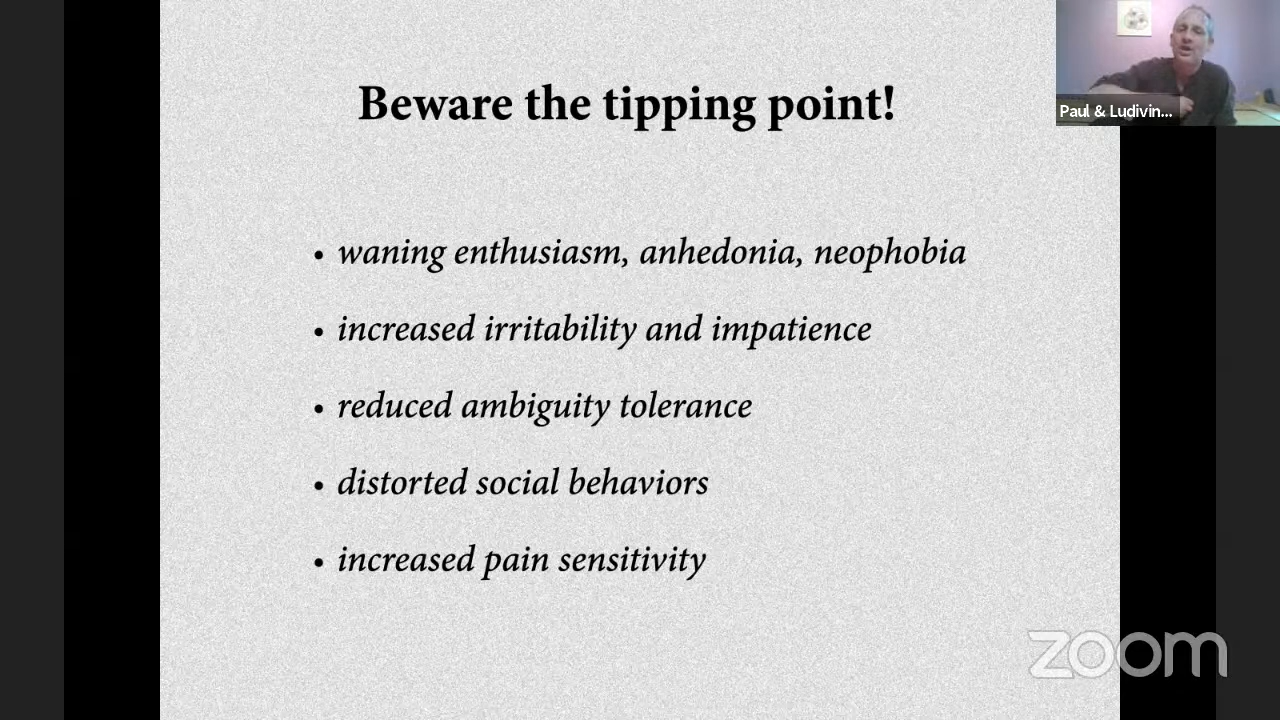 Beware the tipping point!
Paul & Ludivin...
• waning enthusiasm, anhedonia, neophobia
• increased irritability and impatience
• reduced ambiguity tolerance
• distorted social behaviors
• increased pain sensitivity
zoom